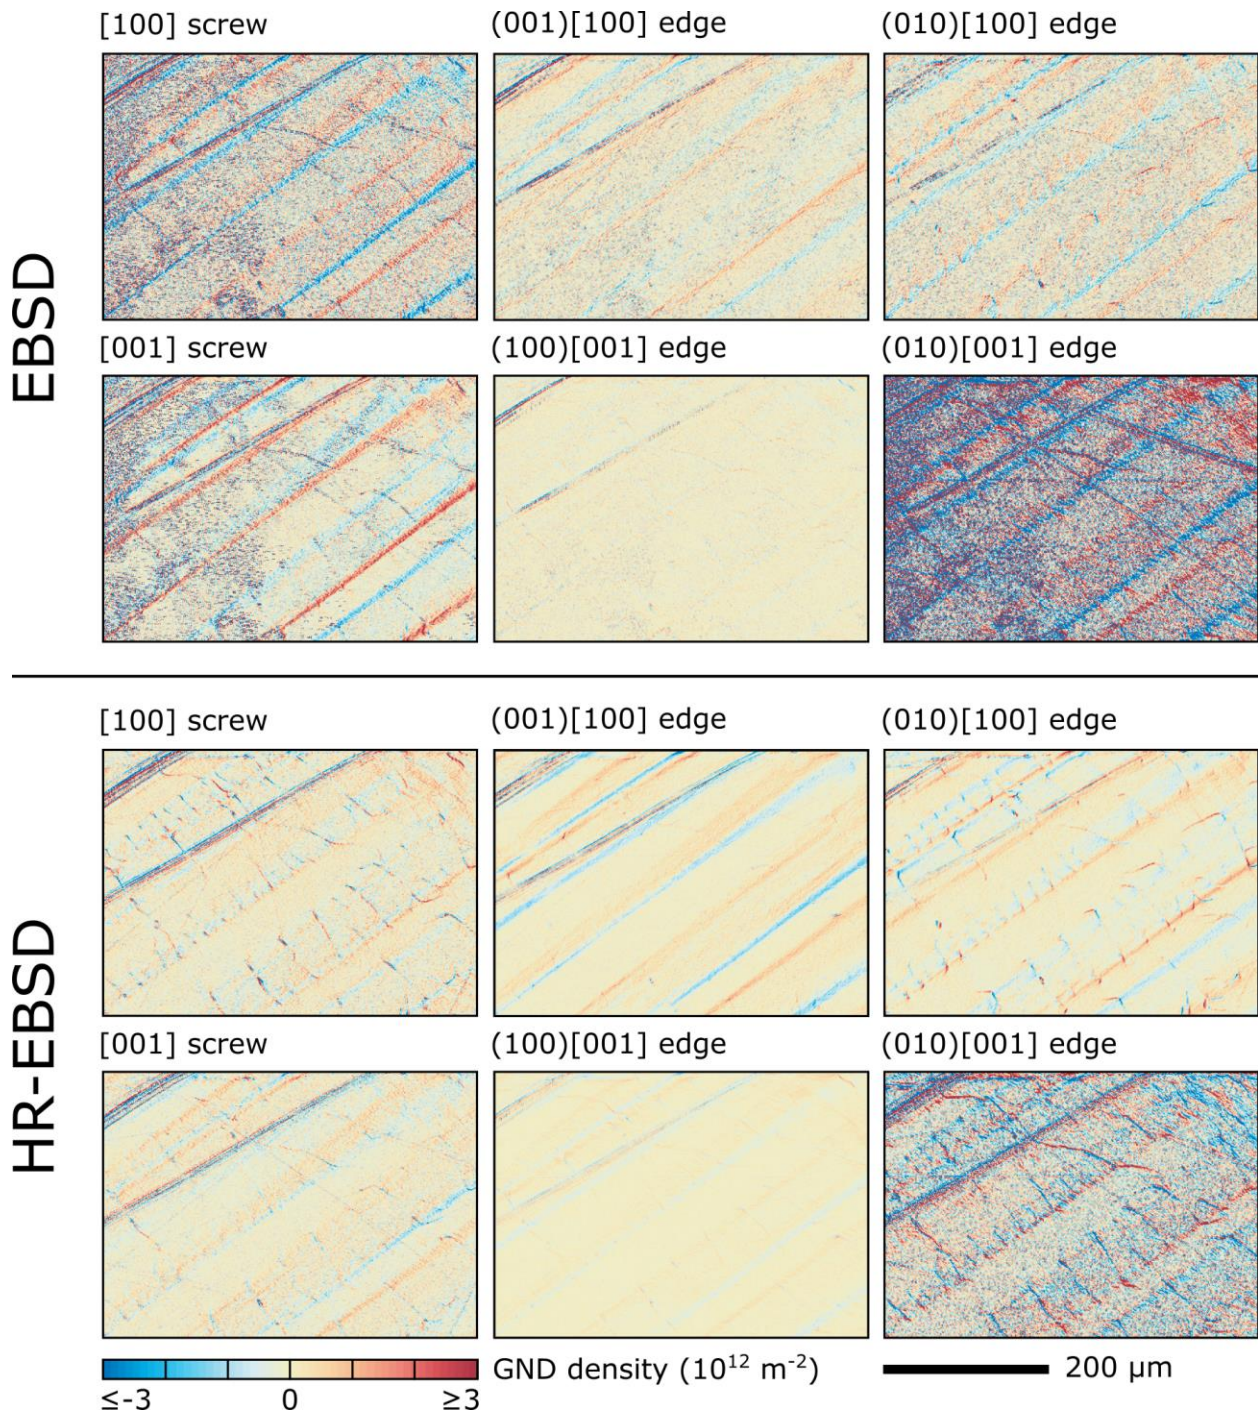 EBSD
[100] screw
(001)[100] edge
(010)[100] edge
[001] screw
(100)[001] edge
(010)[001] edge
HR-EBSD
[100] screw
(001)[100] edge
(010)[100] edge
[001] screw
(100)[001] edge
(010)[001] edge
≤-3 0 ≥3
GND density (10¹² m⁻²)
200 µm